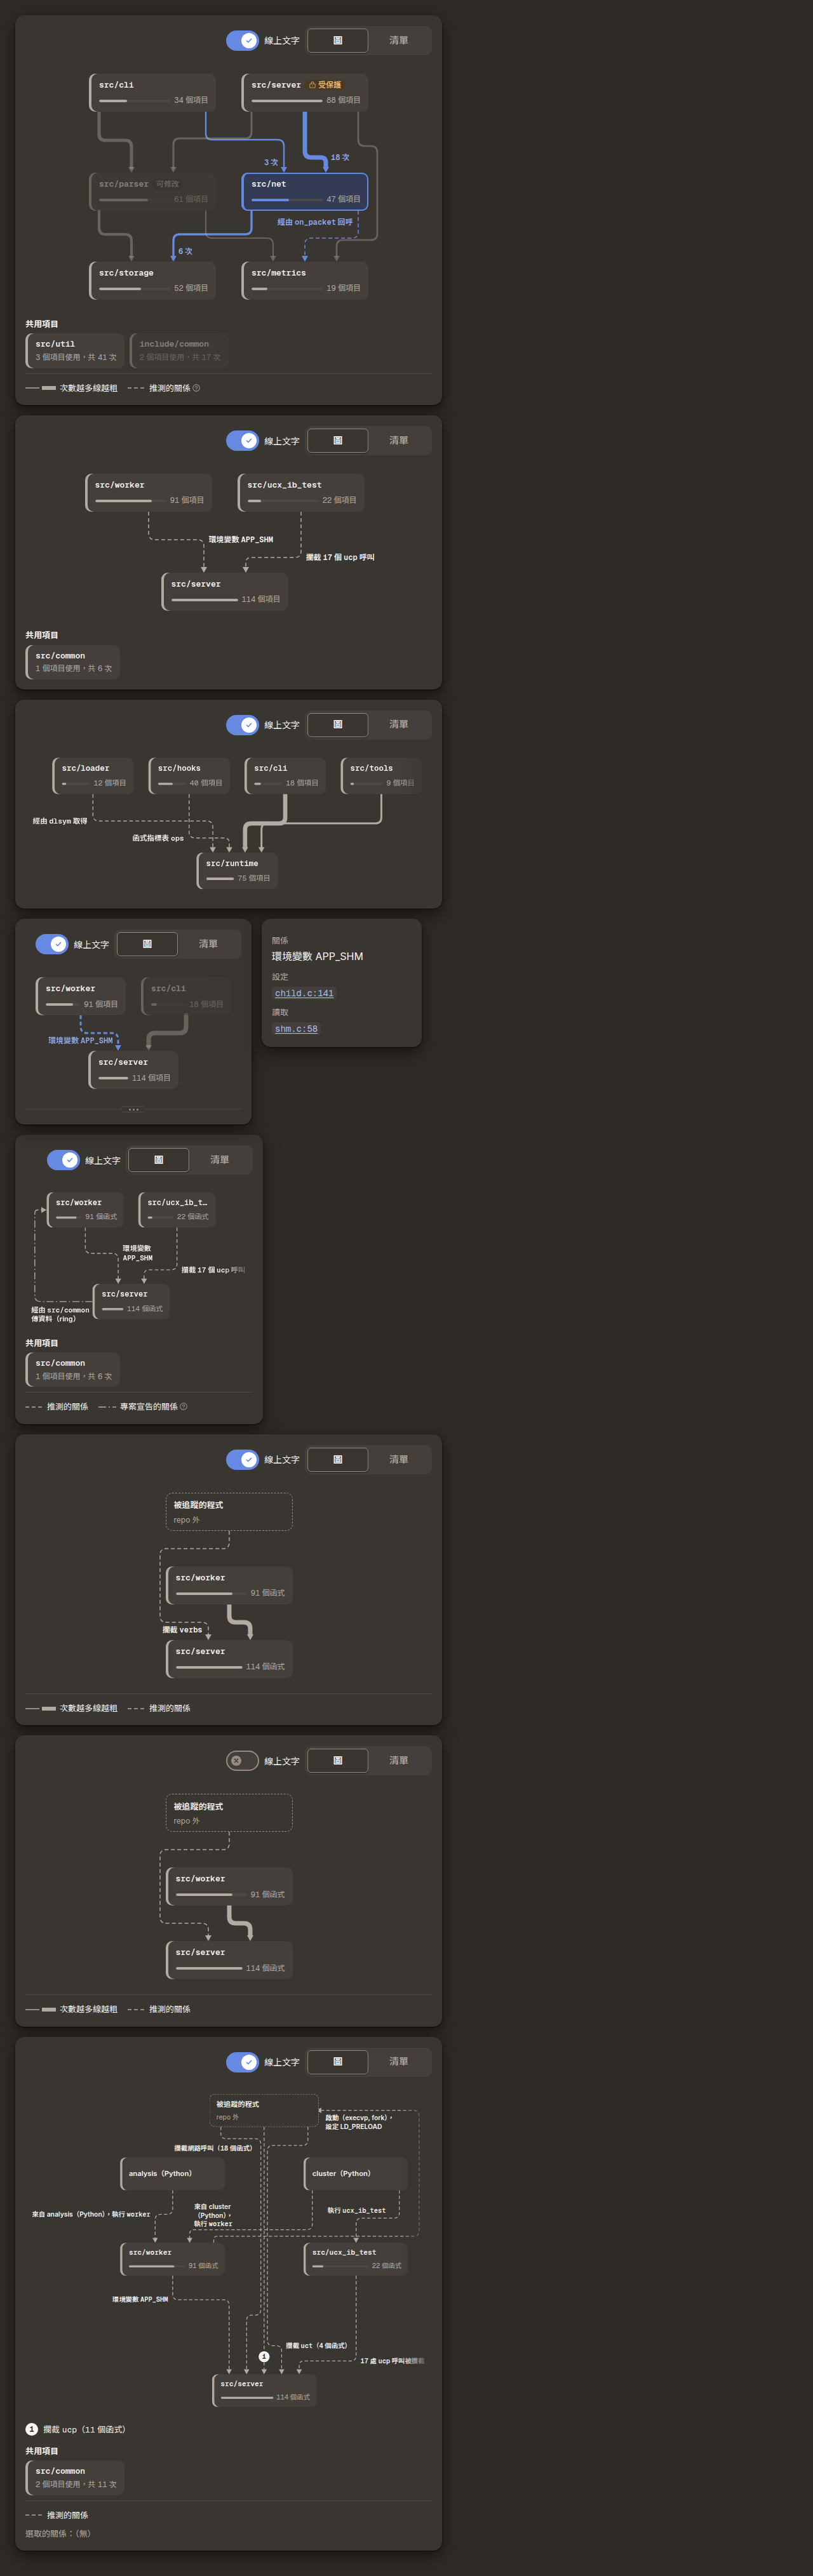 線上文字 圖 清單
src/cli
34 個項目
src/server 受保護
88 個項目
3 次
18 次
src/parser 可修改
61 個項目
src/net
47 個項目
經由 on_packet 回呼
6 次
src/storage
52 個項目
src/metrics
19 個項目
共用項目
src/util
3 個項目使用，共 41 次
include/common
2 個項目使用，共 17 次
次數越多線越粗 推測的關係
線上文字 圖 清單
src/worker
91 個項目
src/ucx_ib_test
22 個項目
環境變數 APP_SHM
攔截 17 個 ucp 呼叫
src/server
114 個項目
共用項目
src/common
1 個項目使用，共 6 次
線上文字 圖 清單
src/loader
12 個項目
src/hooks
40 個項目
src/cli
18 個項目
src/tools
9 個項目
經由 dlsym 取得
函式指標表 ops
src/runtime
75 個項目
線上文字 圖 清單
src/worker
91 個項目
src/cli
18 個項目
環境變數 APP_SHM
src/server
114 個項目
關係
環境變數 APP_SHM
設定
child.c:141
讀取
shm.c:58
線上文字 圖 清單
src/worker
91 個函式
src/ucx_ib_t…
22 個函式
環境變數
APP_SHM
攔截 17 個 ucp 呼叫
src/server
114 個函式
經由 src/common
傳資料（ring）
共用項目
src/common
1 個項目使用，共 6 次
推測的關係 專案宣告的關係
線上文字 圖 清單
被追蹤的程式
repo 外
src/worker
91 個函式
攔截 verbs
src/server
114 個函式
次數越多線越粗 推測的關係
線上文字 圖 清單
被追蹤的程式
repo 外
src/worker
91 個函式
src/server
114 個函式
次數越多線越粗 推測的關係
線上文字 圖 清單
被追蹤的程式
repo 外
啟動（execvp, fork），
設定 LD_PRELOAD
攔截網路呼叫（18 個函式）
analysis（Python）
cluster（Python）
來自 analysis（Python），執行 worker
來自 cluster
（Python），
執行 worker
執行 ucx_ib_test
src/worker
91 個函式
src/ucx_ib_test
22 個函式
環境變數 APP_SHM
攔截 uct（4 個函式）
1
17 處 ucp 呼叫被攔截
src/server
114 個函式
1 攔截 ucp（11 個函式）
共用項目
src/common
2 個項目使用，共 11 次
推測的關係
選取的關係：（無）